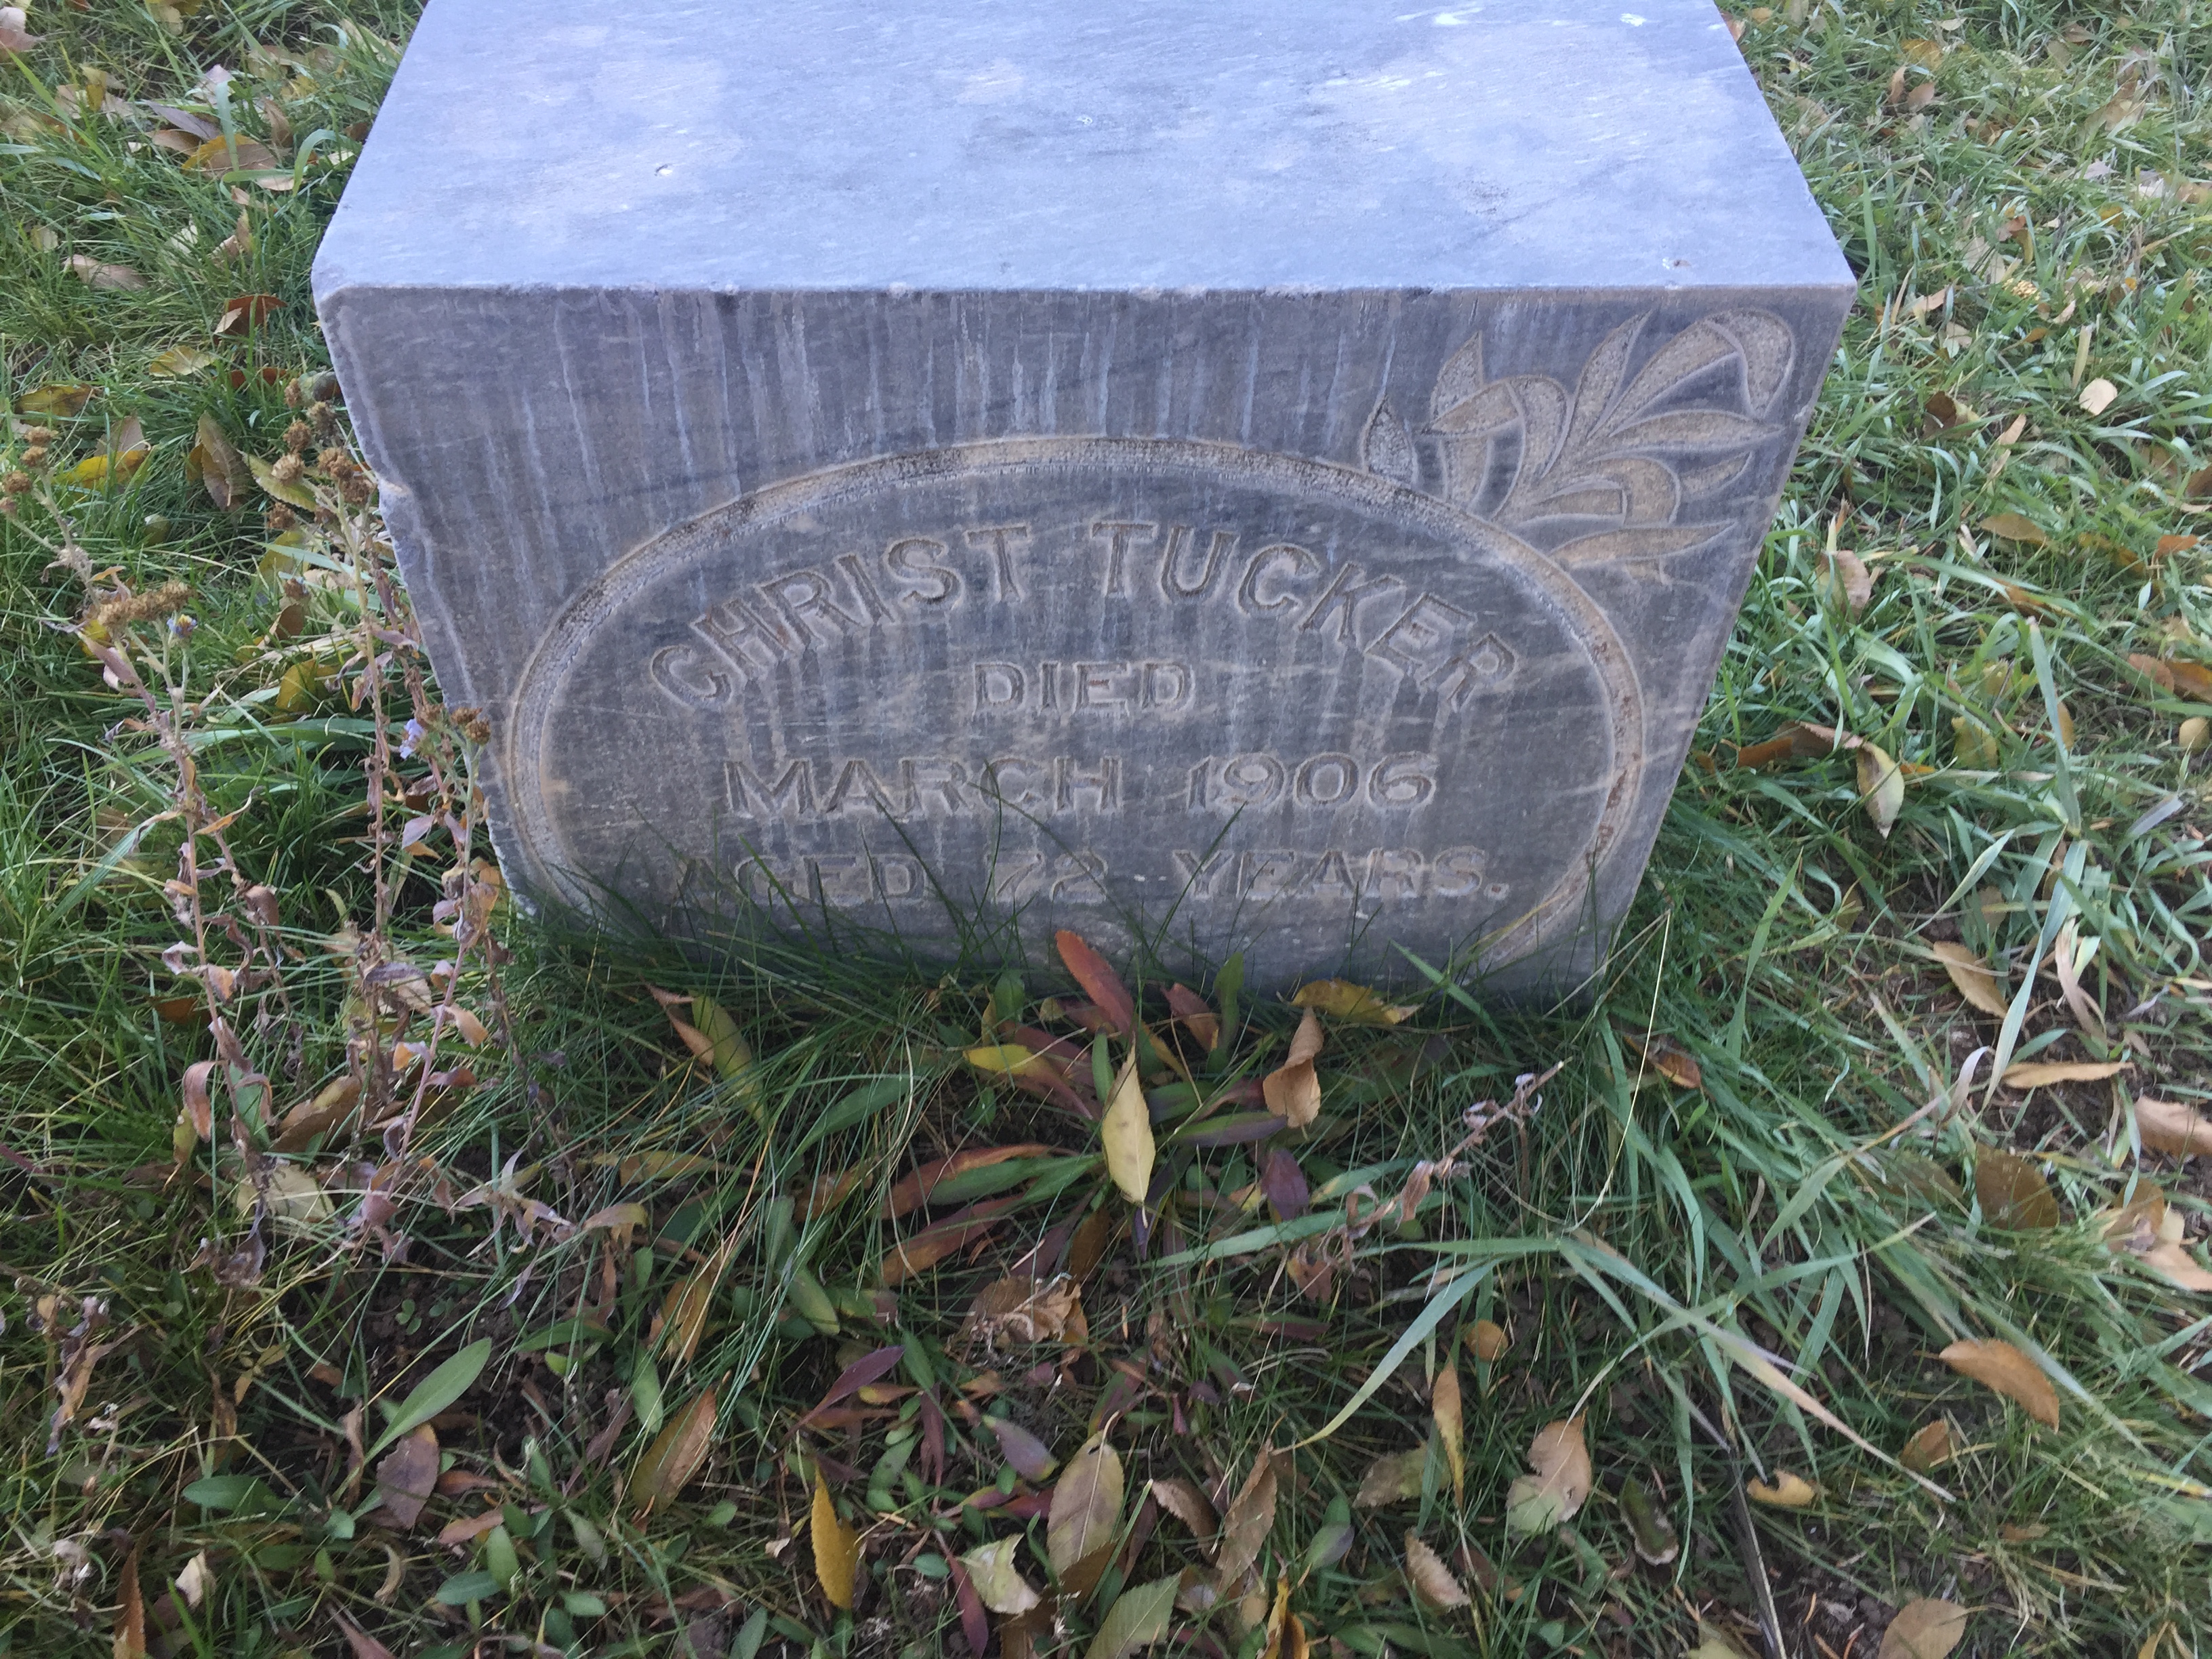 CHRIST TUCKER
DIED
MARCH 1906
AGED 72 YEARS.